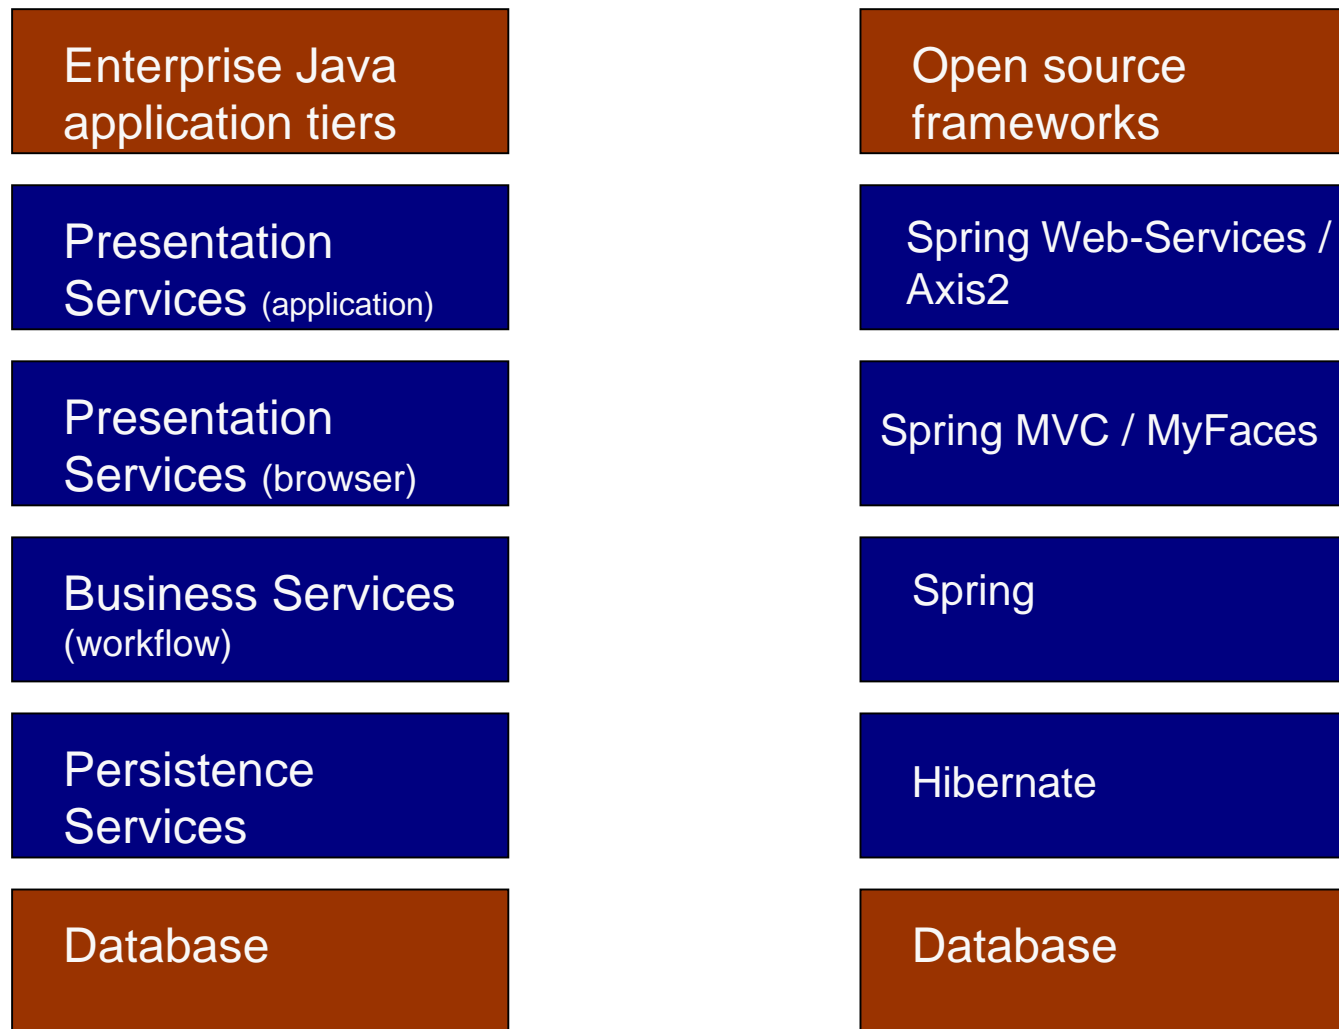 Enterprise Java
application tiers
Open source
frameworks
Presentation
Services (application)
Spring Web-Services /
Axis2
Presentation
Services (browser)
Spring MVC / MyFaces
Business Services
(workflow)
Spring
Persistence
Services
Hibernate
Database
Database